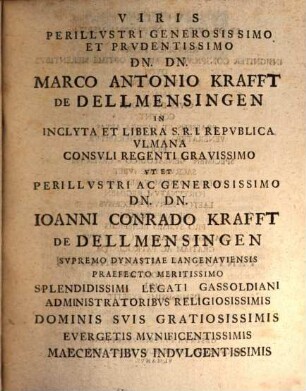 VIRIS
PERILLVSTRI GENEROSISSIMO
ET PRVDENTISSIMO
DN. DN.
MARCO ANTONIO KRAFFT
DE DELLMENSINGEN
IN
INCLYTA ET LIBERA S.R.I. REPVBLICA
VLMANA
CONSVLI REGENTI GRAVISSIMO
VT ET
PERILLVSTRI AC GENEROSISSIMO
DN. DN.
IOANNI CONRADO KRAFFT
DE DELLMENSINGEN
SVPREMO DYNASTIAE LANGENAVIENSIS
PRAEFECTO MERITISSIMO
SPLENDIDISSIMI LEGATI GASSOLDIANI
ADMINISTRATORIBVS RELIGIOSISSIMIS
DOMINIS SVIS GRATIOSISSIMIS
EVERGETIS MVNIFICENTISSIMIS
MAECENATIBVS INDVLGENTISSIMIS